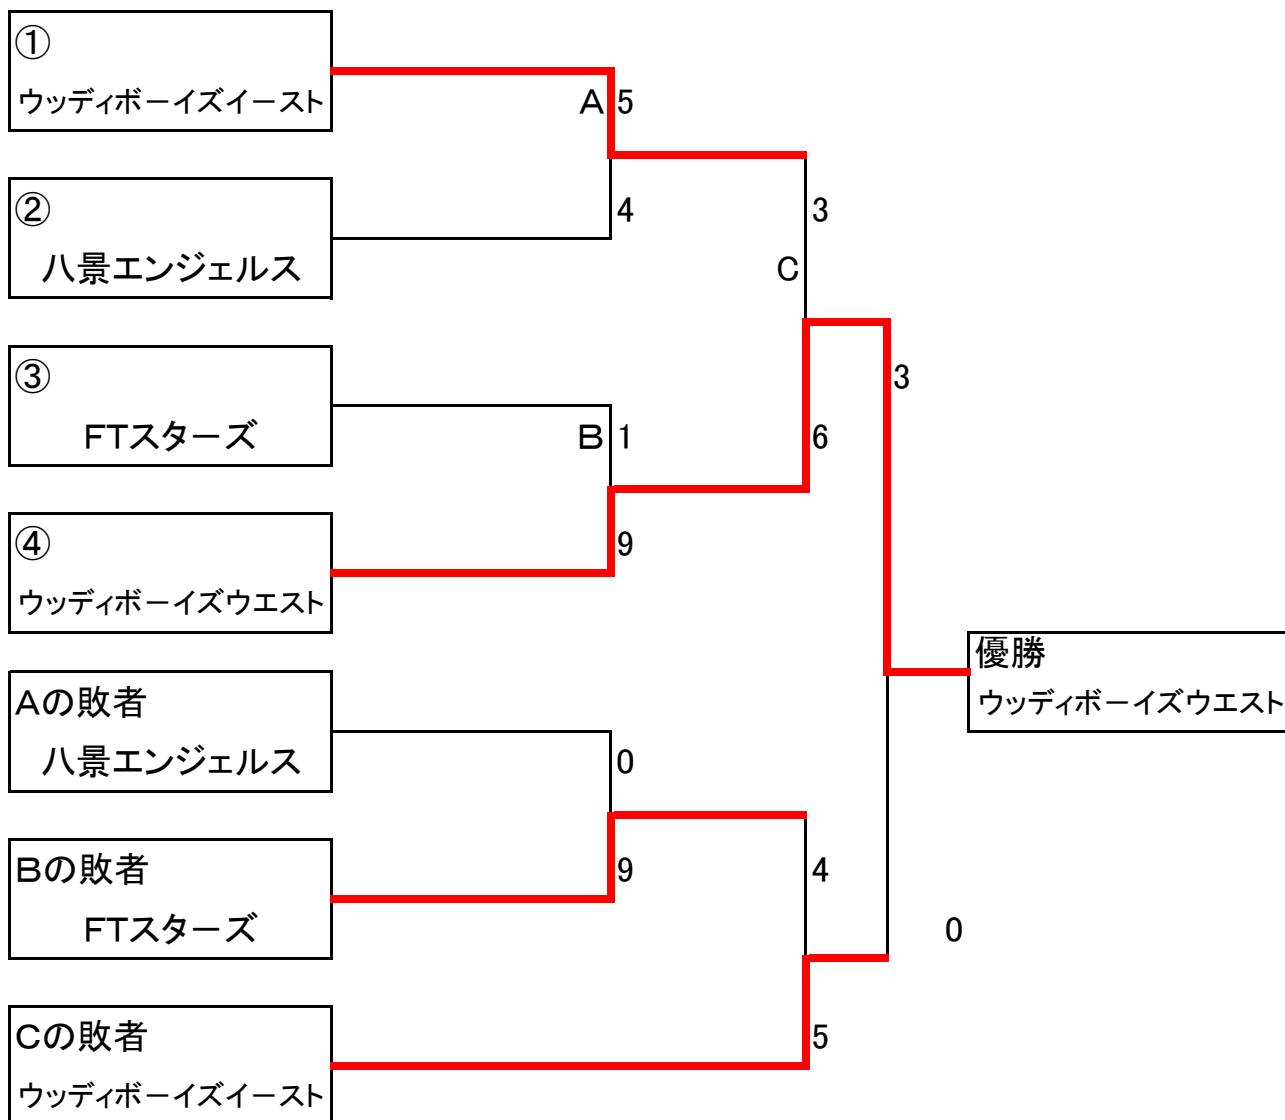 ①
ウッディボーイズイースト
A 5
②
4
3
八景エンジェルス
C
③
3
FTスターズ
B 1
6
④
9
ウッディボーイズウエスト
優勝
ウッディボーイズウエスト
Aの敗者
八景エンジェルス
0
Bの敗者
9
4
FTスターズ
0
Cの敗者
5
ウッディボーイズイースト